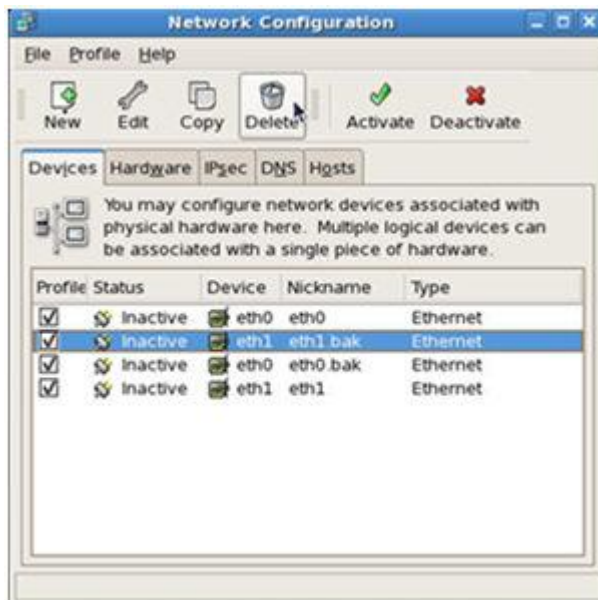 Network Configuration
File Profile Help
New Edit Copy Delete Activate Deactivate
Devices Hardware IPsec DNS Hosts
You may configure network devices associated with
physical hardware here. Multiple logical devices can
be associated with a single piece of hardware.
Profile Status Device Nickname Type
Inactive eth0 eth0 Ethernet
Inactive eth1 eth1.bak Ethernet
Inactive eth0 eth0.bak Ethernet
Inactive eth1 eth1 Ethernet